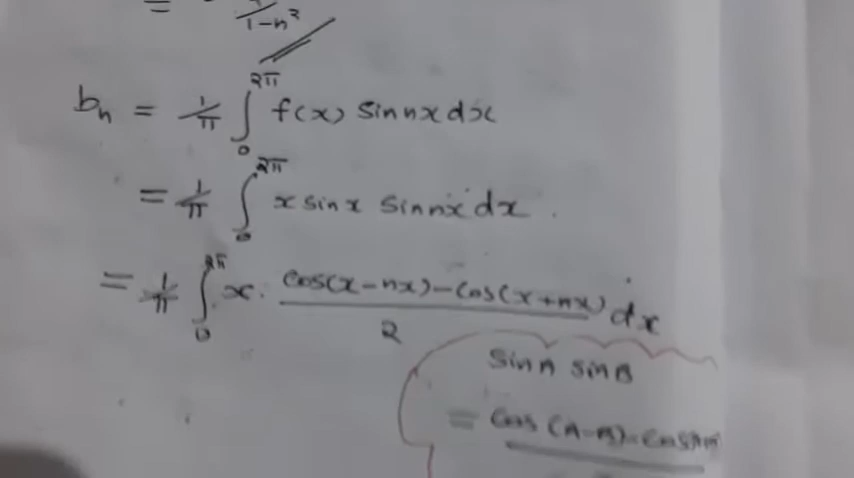 = 1-n²
bₙ = 1/π ∫₀^2π f(x) sin nx dx
= 1/π ∫₀^2π x sin x sin nx dx.
= 1/π ∫₀^2π x. (cos(x-nx)-cos(x+nx))/2 dx
sin A sin B
= cos (A-B)-cos